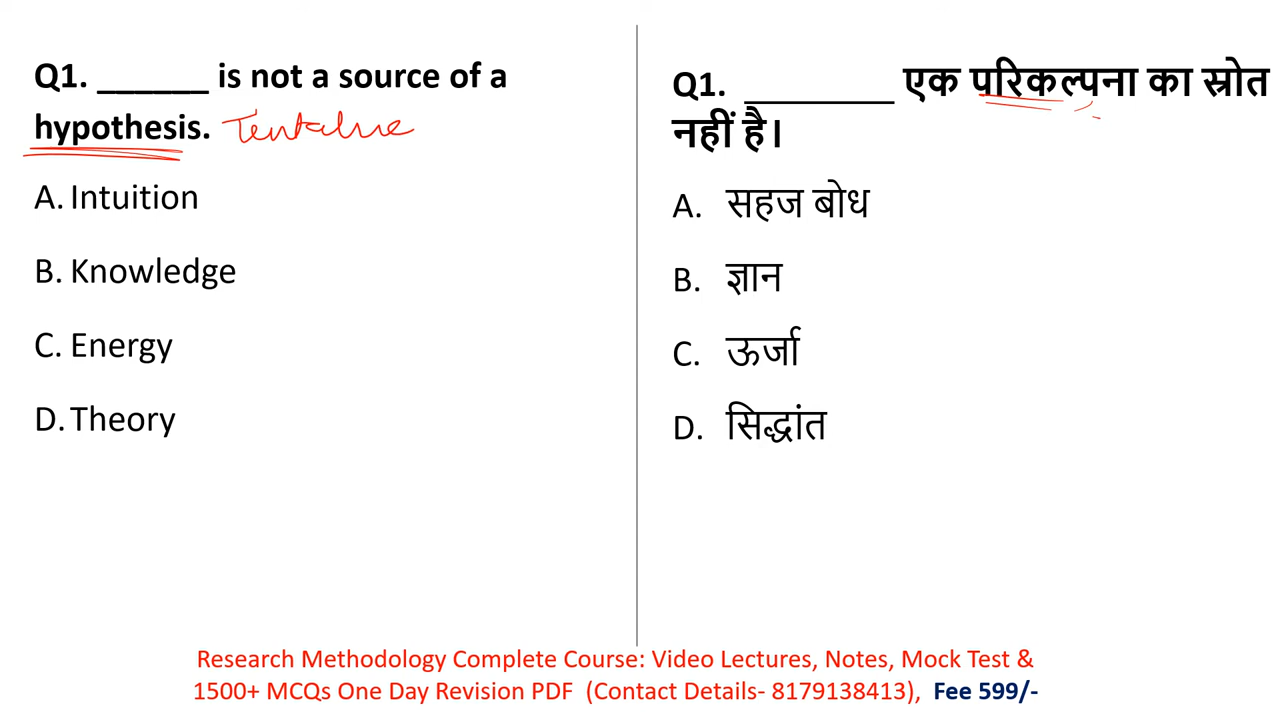 Q1. ______ is not a source of a
hypothesis. Tentative
A. Intuition
B. Knowledge
C. Energy
D. Theory
Q1. ________ एक परिकल्पना का स्रोत
नहीं है।
A. सहज बोध
B. ज्ञान
C. ऊर्जा
D. सिद्धांत
Research Methodology Complete Course: Video Lectures, Notes, Mock Test &
1500+ MCQs One Day Revision PDF (Contact Details- 8179138413), Fee 599/-